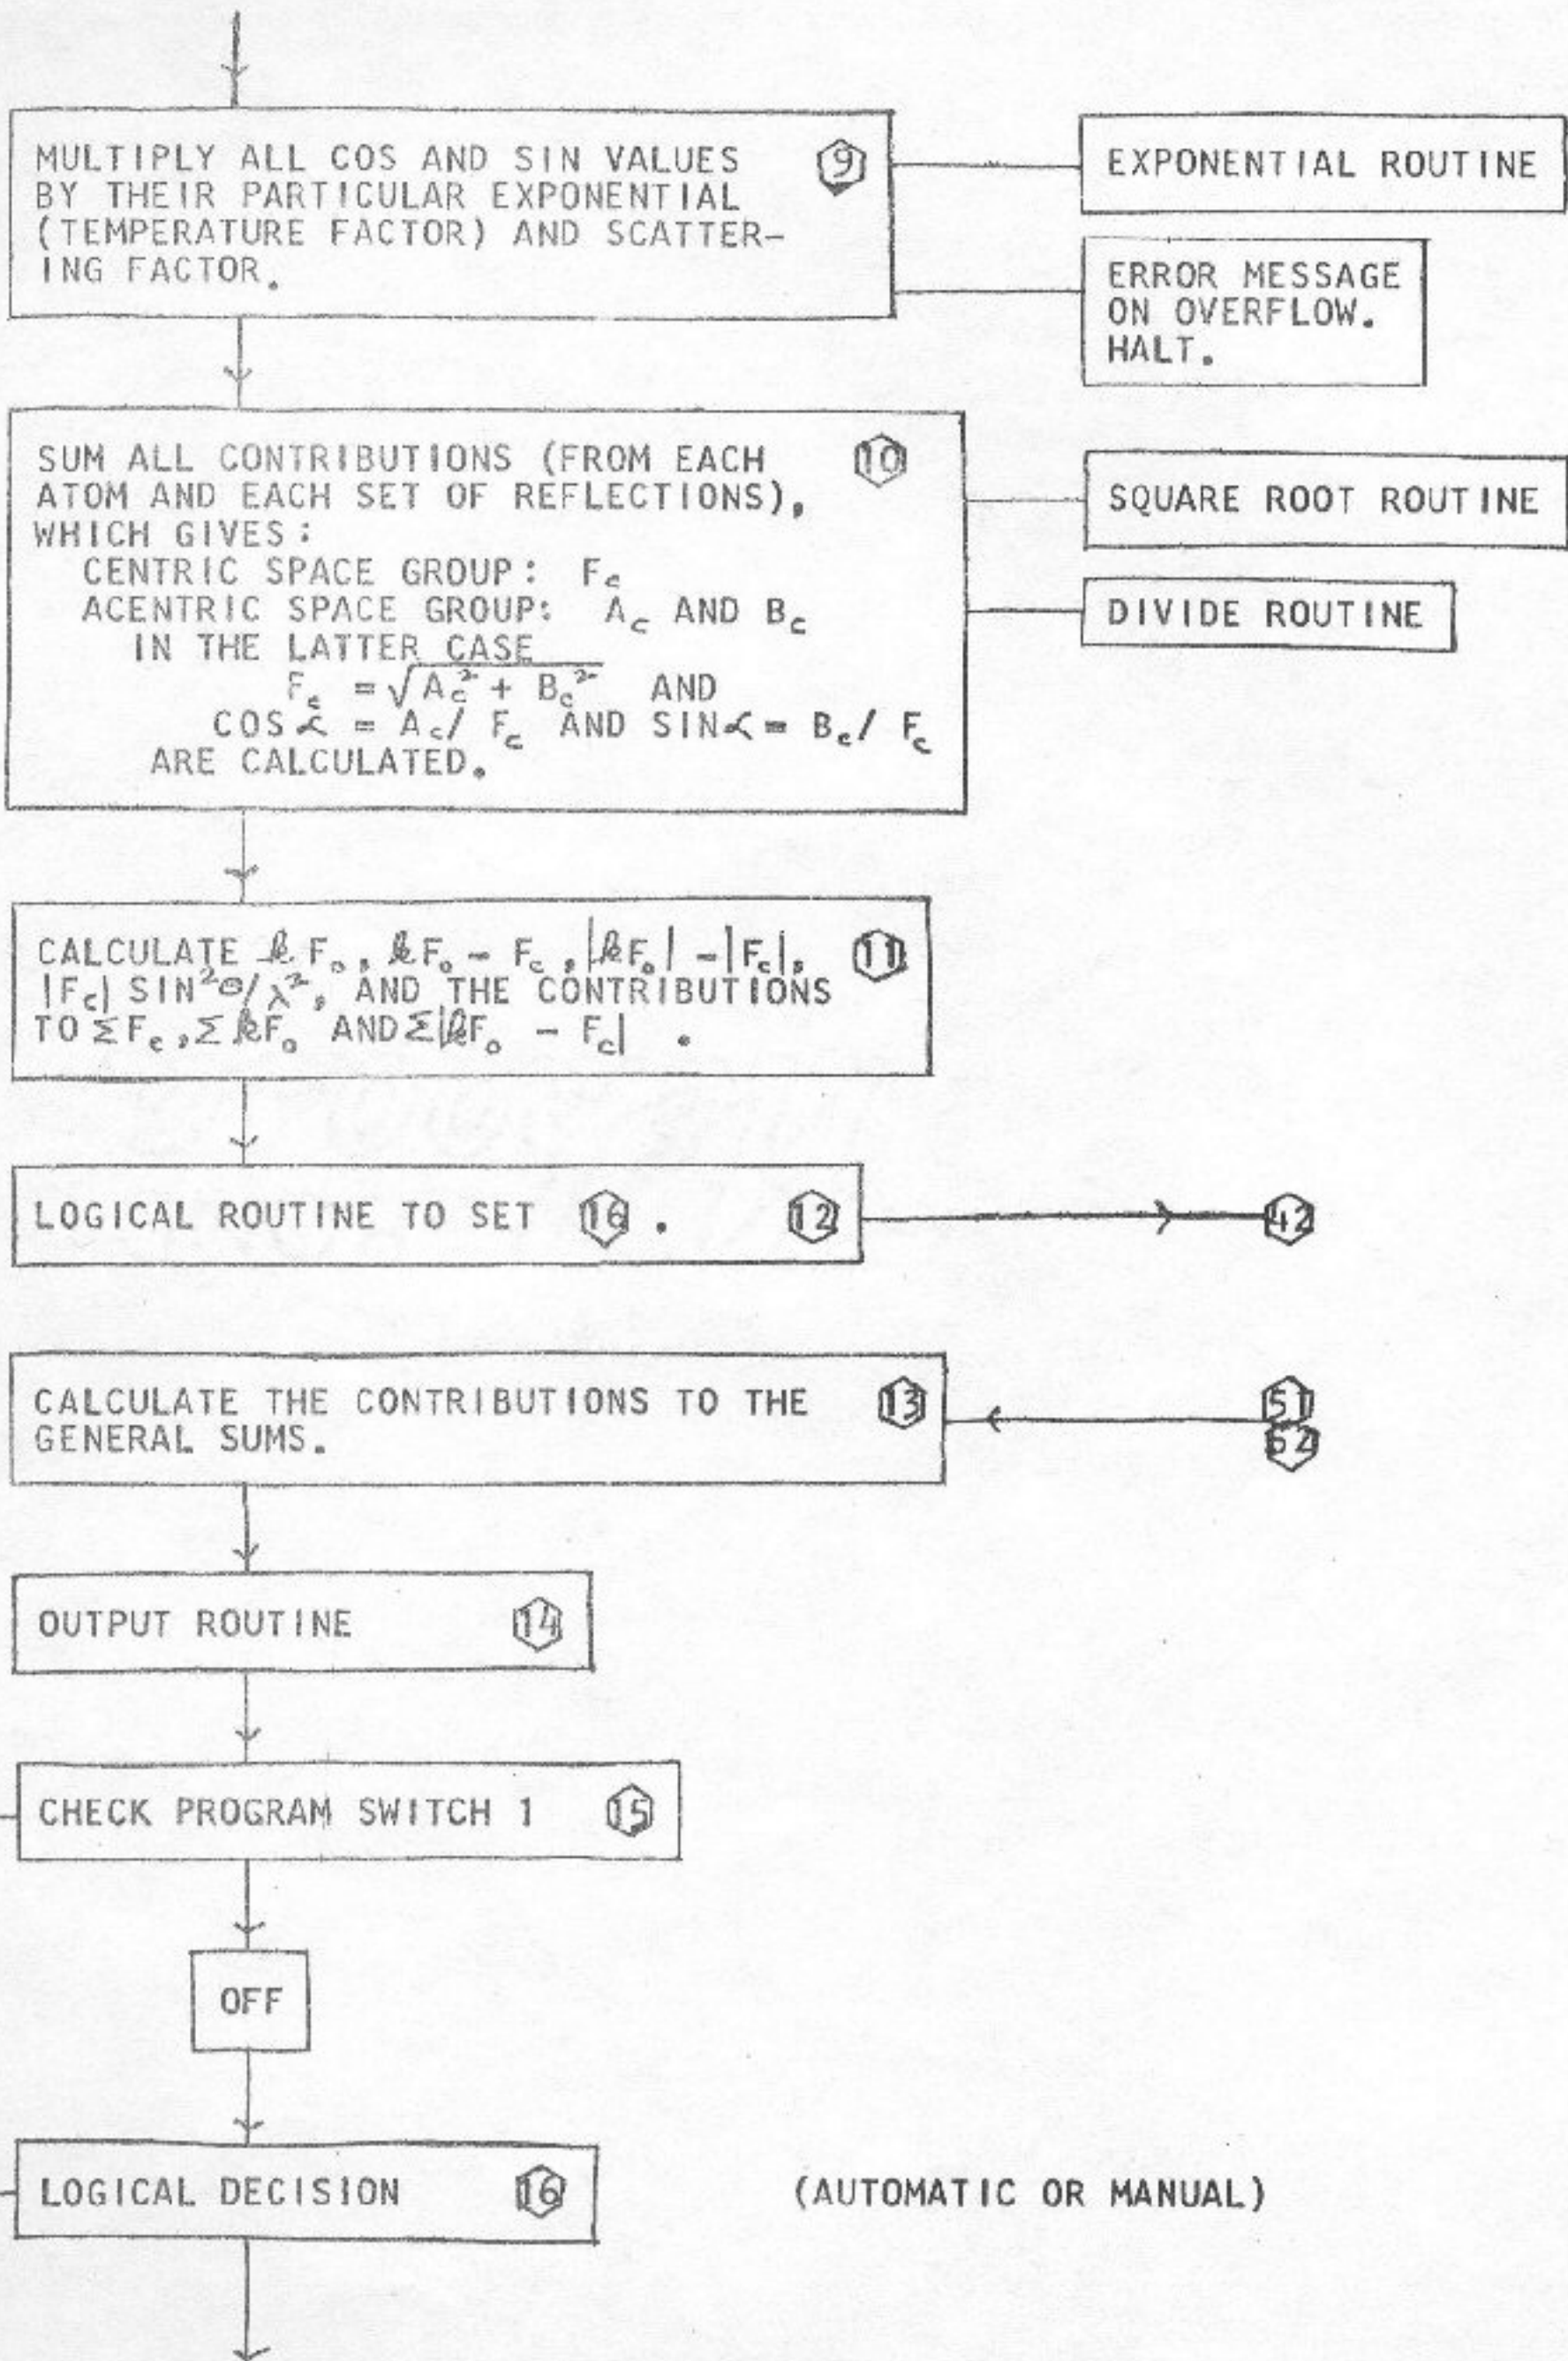 MULTIPLY ALL COS AND SIN VALUES 9
BY THEIR PARTICULAR EXPONENTIAL
(TEMPERATURE FACTOR) AND SCATTER-
ING FACTOR.
EXPONENTIAL ROUTINE
ERROR MESSAGE
ON OVERFLOW.
HALT.
SUM ALL CONTRIBUTIONS (FROM EACH 10
ATOM AND EACH SET OF REFLECTIONS),
WHICH GIVES:
CENTRIC SPACE GROUP: Fc
ACENTRIC SPACE GROUP: Ac AND Bc
IN THE LATTER CASE
Fc = √Ac² + Bc² AND
COS α = Ac / Fc AND SIN α = Bc / Fc
ARE CALCULATED.
SQUARE ROOT ROUTINE
DIVIDE ROUTINE
CALCULATE kFo, kFo - Fc, |kFo| - |Fc|, 11
|Fc| SIN²θ/λ², AND THE CONTRIBUTIONS
TO ΣFc, ΣkFo AND Σ|kFo - Fc| .
LOGICAL ROUTINE TO SET 16 . 12
42
CALCULATE THE CONTRIBUTIONS TO THE 13
GENERAL SUMS.
51
62
OUTPUT ROUTINE 14
CHECK PROGRAM SWITCH 1 15
OFF
LOGICAL DECISION 16
(AUTOMATIC OR MANUAL)